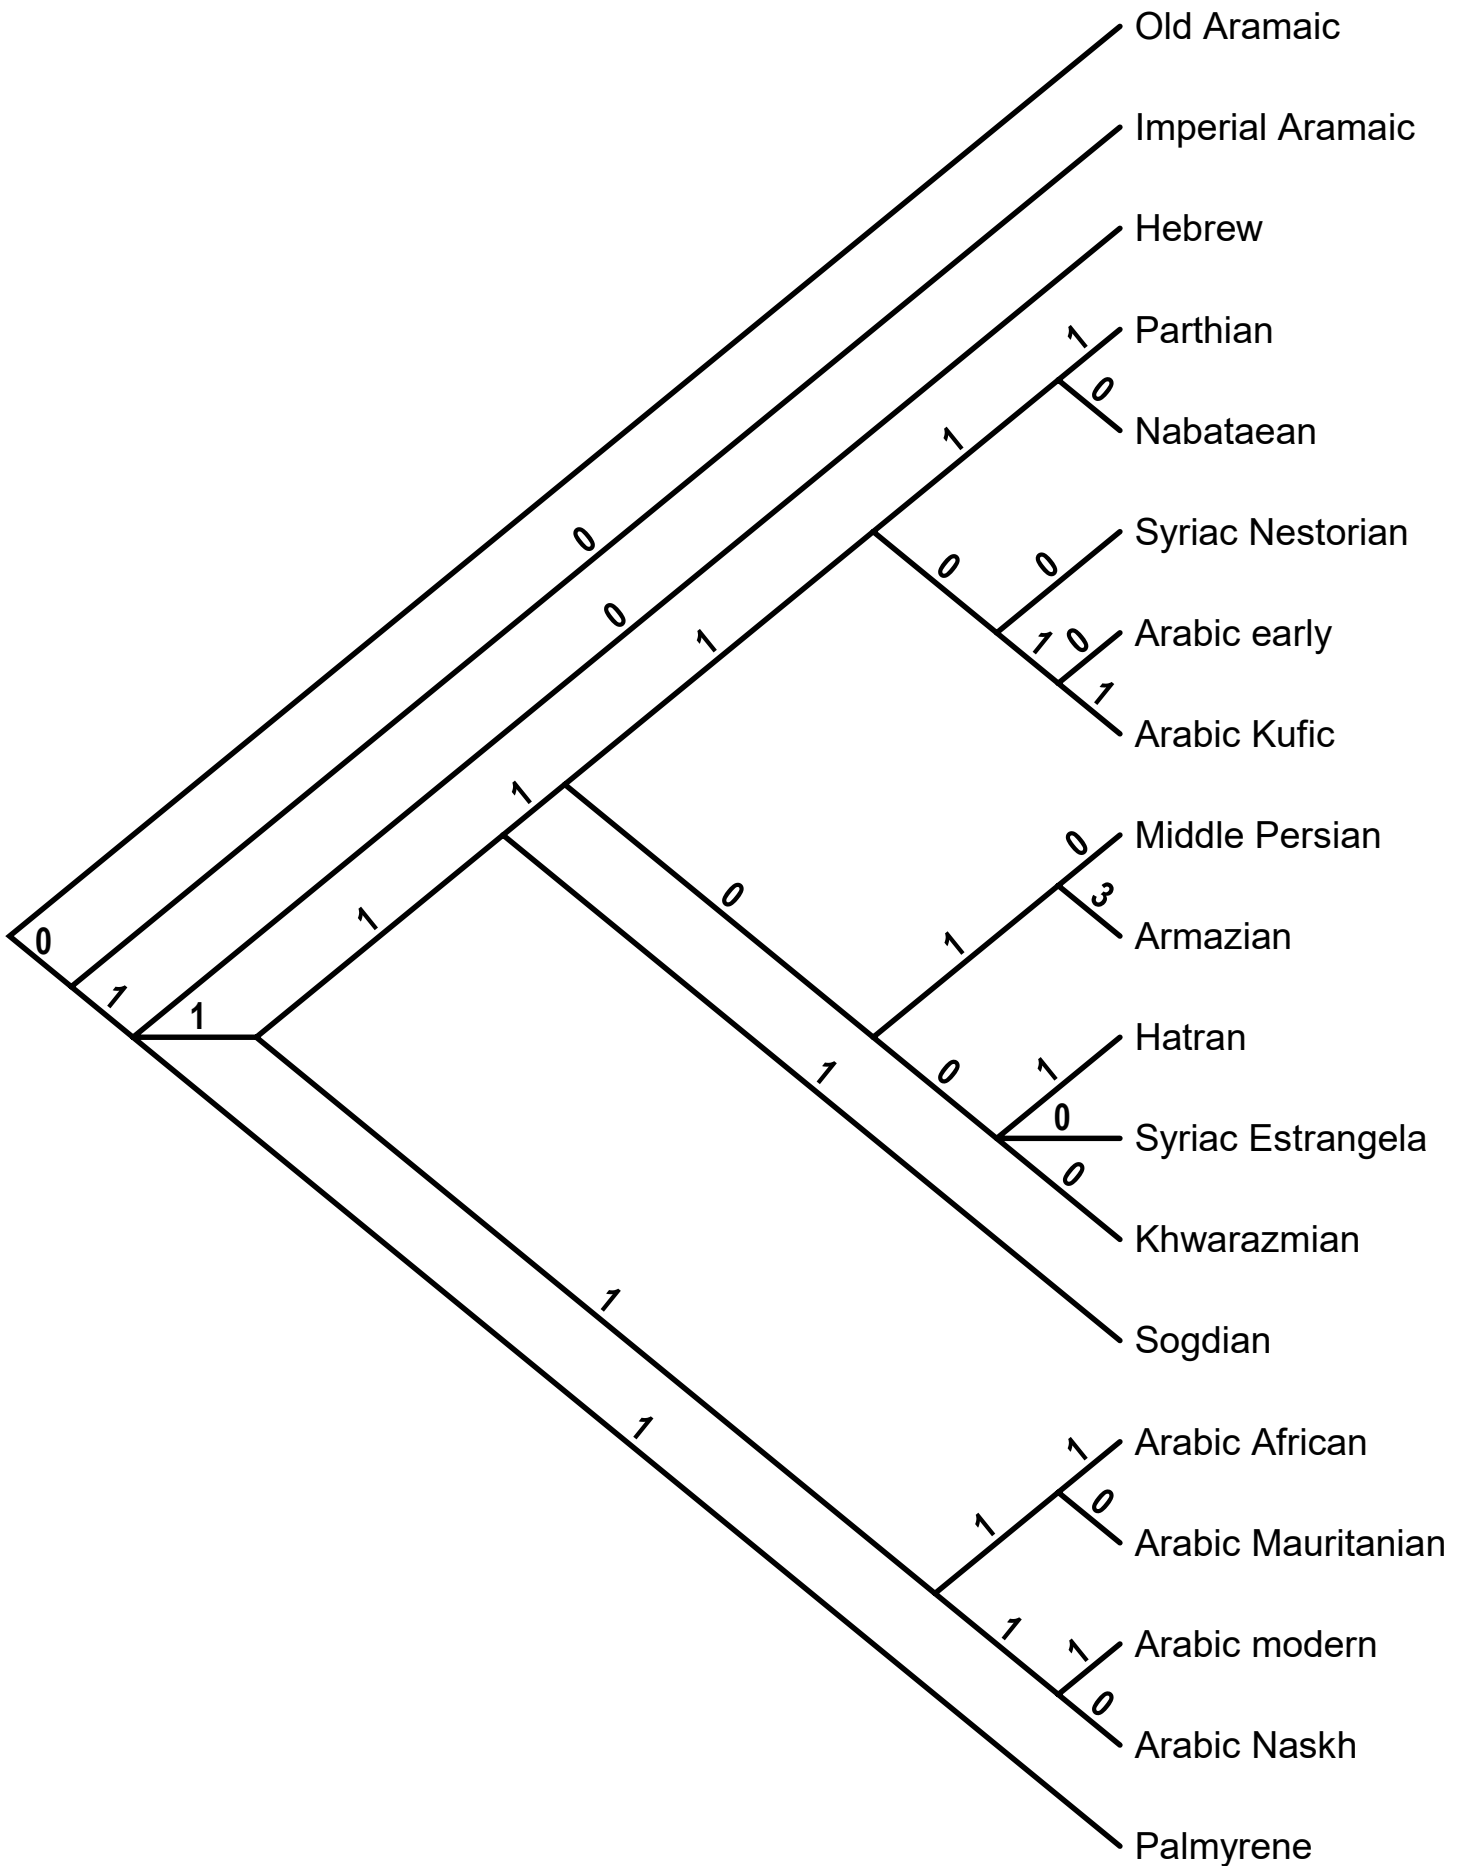 Old Aramaic
Imperial Aramaic
Hebrew
1 Parthian
0
1 Nabataean
0
0 0 Syriac Nestorian
0
1 1 0 Arabic early
1
Arabic Kufic
1
0 Middle Persian
0 3
1 1 Armazian
0
1 1 Hatran
1
0 1 0
Syriac Estrangela
0
Khwarazmian
1
Sogdian
1
1 Arabic African
0
1 Arabic Mauritanian
1 1 Arabic modern
0
Arabic Naskh
Palmyrene